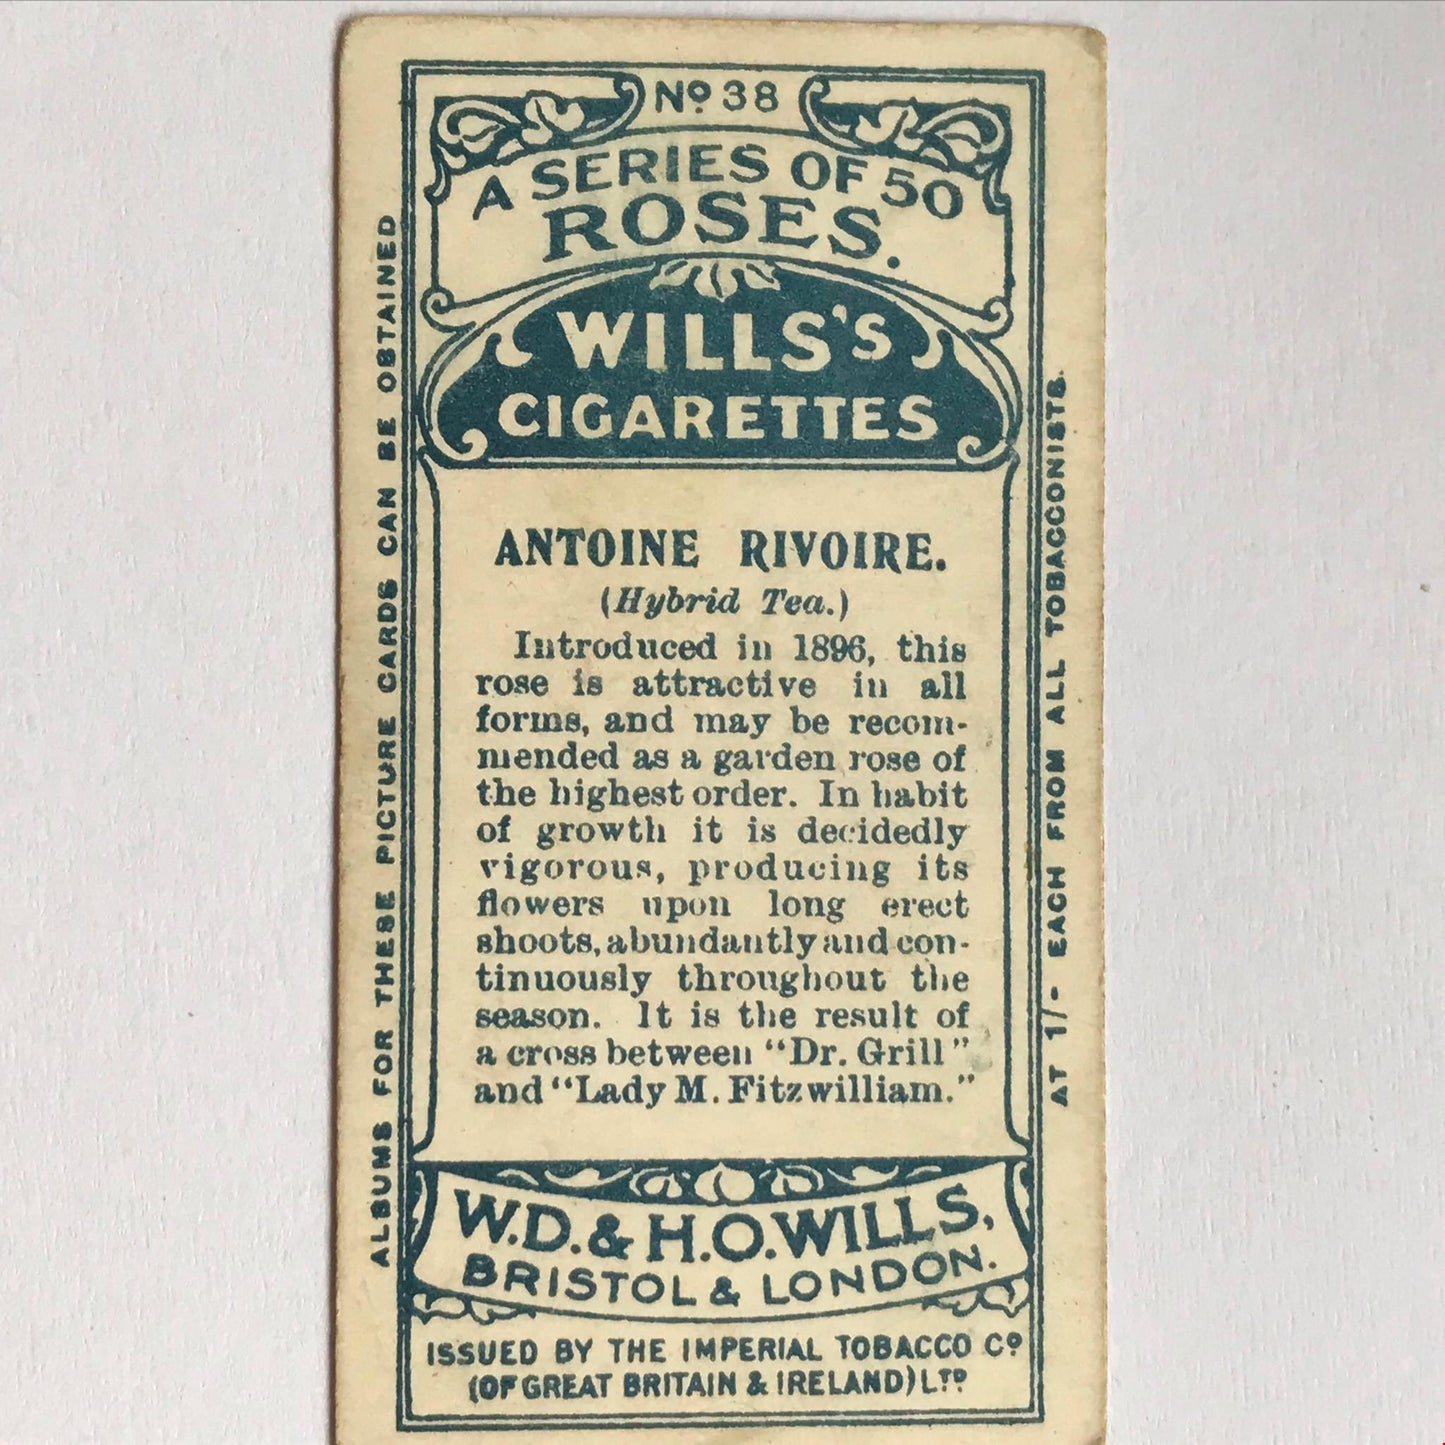 Nº 38
A SERIES OF 50
ROSES.
WILLS'S
CIGARETTES
ANTOINE RIVOIRE.
(Hybrid Tea.)
Introduced in 1896, this
rose is attractive in all
forms, and may be recom-
mended as a garden rose of
the highest order. In habit
of growth it is decidedly
vigorous, producing its
flowers upon long erect
shoots, abundantly and con-
tinuously throughout the
season. It is the result of
a cross between "Dr. Grill"
and "Lady M. Fitzwilliam."
W.D. & H.O. WILLS,
BRISTOL & LONDON.
ISSUED BY THE IMPERIAL TOBACCO Cº
(OF GREAT BRITAIN & IRELAND) LTD
ALBUMS FOR THESE PICTURE CARDS CAN BE OBTAINED
AT 1/- EACH FROM ALL TOBACCONISTS.